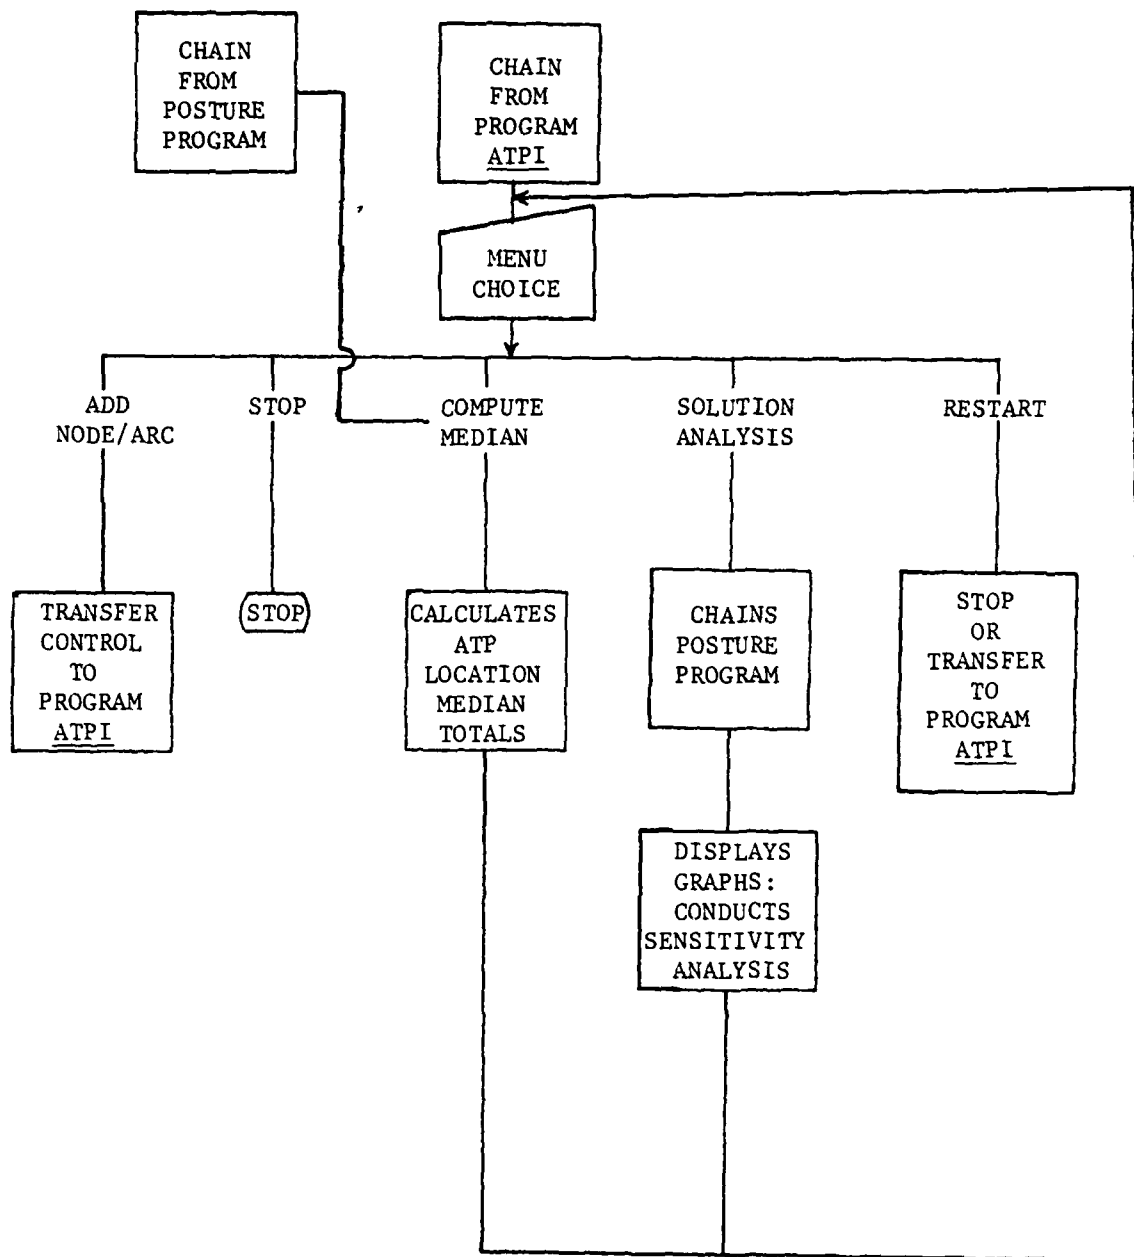 CHAIN
FROM
POSTURE
PROGRAM
CHAIN
FROM
PROGRAM
ATPI
MENU
CHOICE
ADD
NODE/ARC
STOP
COMPUTE
MEDIAN
SOLUTION
ANALYSIS
RESTART
TRANSFER
CONTROL
TO
PROGRAM
ATPI
STOP
CALCULATES
ATP
LOCATION
MEDIAN
TOTALS
CHAINS
POSTURE
PROGRAM
STOP
OR
TRANSFER
TO
PROGRAM
ATPI
DISPLAYS
GRAPHS:
CONDUCTS
SENSITIVITY
ANALYSIS